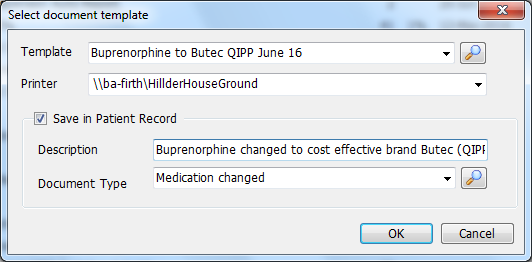 Select document template
Template Buprenorphine to Butec QIPP June 16
Printer \\ba-firth\HillderHouseGround
Save in Patient Record
Description Buprenorphine changed to cost effective brand Butec (QIPP
Document Type Medication changed
OK Cancel